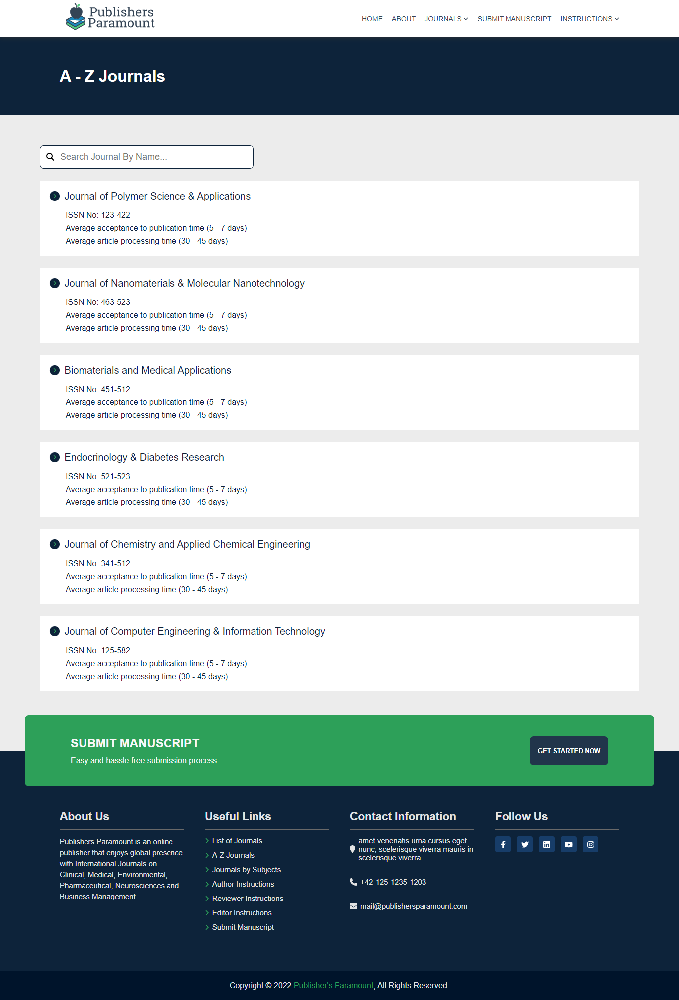 Publishers
Paramount
HOME ABOUT JOURNALS SUBMIT MANUSCRIPT INSTRUCTIONS
A - Z Journals
Search Journal By Name...
Journal of Polymer Science & Applications
ISSN No: 123-422
Average acceptance to publication time (5 - 7 days)
Average article processing time (30 - 45 days)
Journal of Nanomaterials & Molecular Nanotechnology
ISSN No: 463-523
Average acceptance to publication time (5 - 7 days)
Average article processing time (30 - 45 days)
Biomaterials and Medical Applications
ISSN No: 451-512
Average acceptance to publication time (5 - 7 days)
Average article processing time (30 - 45 days)
Endocrinology & Diabetes Research
ISSN No: 521-523
Average acceptance to publication time (5 - 7 days)
Average article processing time (30 - 45 days)
Journal of Chemistry and Applied Chemical Engineering
ISSN No: 341-512
Average acceptance to publication time (5 - 7 days)
Average article processing time (30 - 45 days)
Journal of Computer Engineering & Information Technology
ISSN No: 125-582
Average acceptance to publication time (5 - 7 days)
Average article processing time (30 - 45 days)
SUBMIT MANUSCRIPT
Easy and hassle free submission process.
GET STARTED NOW
About Us
Publishers Paramount is an online
publisher that enjoys global presence
with International Journals on
Clinical, Medical, Environmental,
Pharmaceutical, Neurosciences and
Business Management.
Useful Links
List of Journals
A-Z Journals
Journals by Subjects
Author Instructions
Reviewer Instructions
Editor Instructions
Submit Manuscript
Contact Information
amet venenatis urna cursus eget
nunc, scelerisque viverra mauris in
scelerisque viverra
+42-125-1235-1203
mail@publishersparamount.com
Follow Us
Copyright © 2022 Publisher's Paramount, All Rights Reserved.